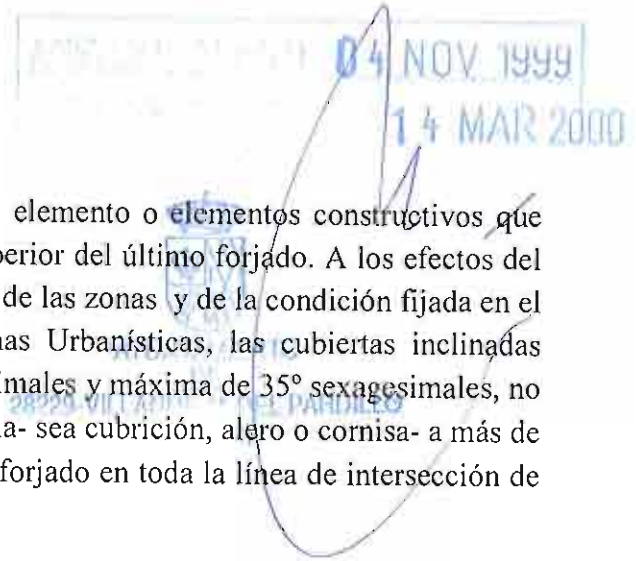 04 NOV 1999
14 MAR 2000
elemento o elementos constructivos que
perior del último forjado. A los efectos del
de las zonas y de la condición fijada en el
nas Urbanísticas, las cubiertas inclinadas
imales y máxima de 35º sexagesimales, no
a- sea cubrición, alero o cornisa- a más de
forjado en toda la línea de intersección de